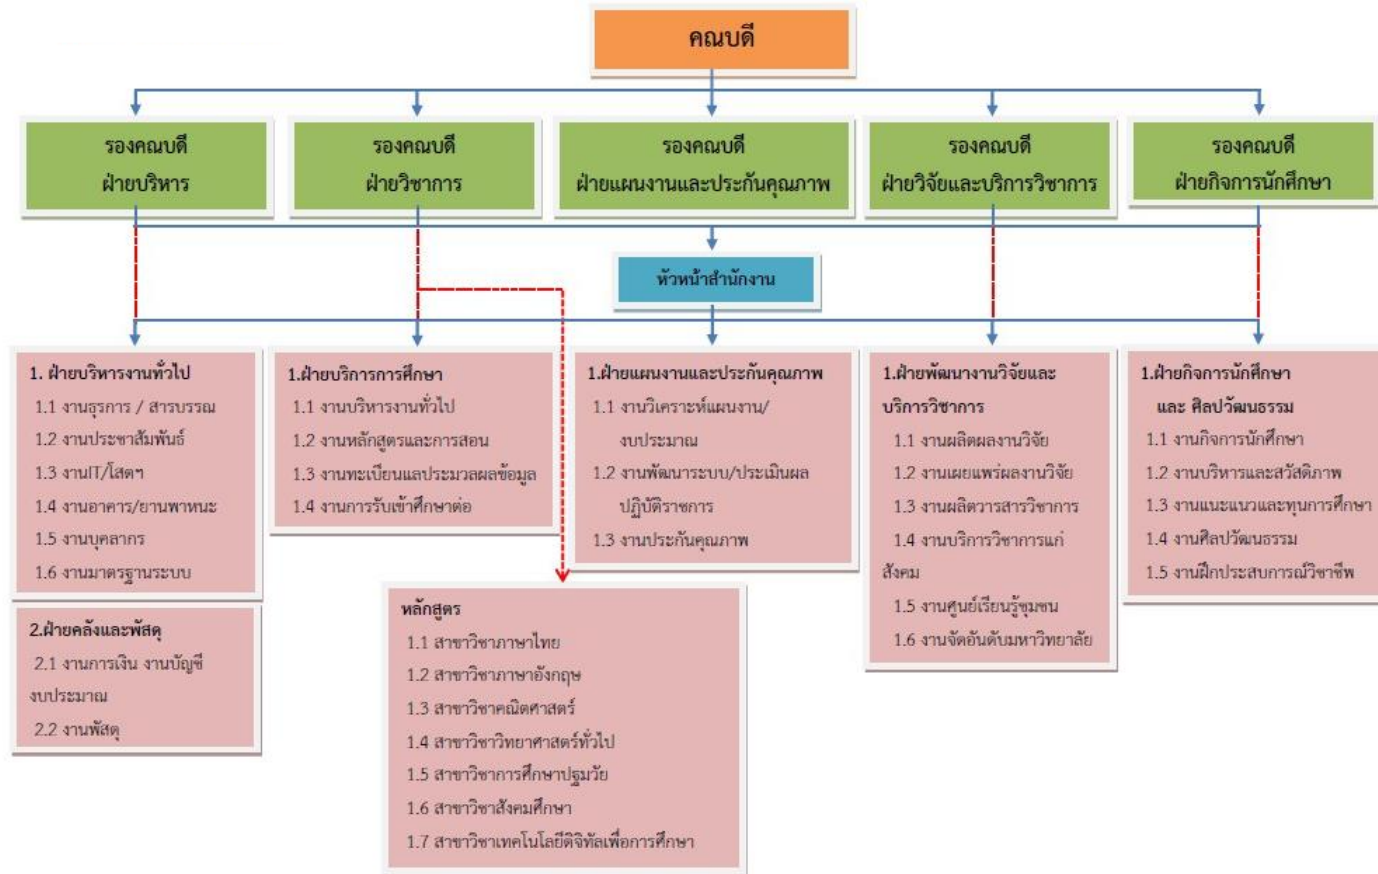 คณบดี
รองคณบดี
ฝ่ายบริหาร
รองคณบดี
ฝ่ายวิชาการ
รองคณบดี
ฝ่ายแผนงานและประกันคุณภาพ
รองคณบดี
ฝ่ายวิจัยและบริการวิชาการ
รองคณบดี
ฝ่ายกิจการนักศึกษา
หัวหน้าสำนักงาน
1. ฝ่ายบริหารงานทั่วไป
1.1 งานธุรการ / สารบรรณ
1.2 งานประชาสัมพันธ์
1.3 งานIT/โสตฯ
1.4 งานอาคาร/ยานพาหนะ
1.5 งานบุคลากร
1.6 งานมาตรฐานระบบ
2.ฝ่ายคลังและพัสดุ
2.1 งานการเงิน งานบัญชี
งบประมาณ
2.2 งานพัสดุ
1.ฝ่ายบริการการศึกษา
1.1 งานบริหารงานทั่วไป
1.2 งานหลักสูตรและการสอน
1.3 งานทะเบียนแลประมวลผลข้อมูล
1.4 งานการรับเข้าศึกษาต่อ
หลักสูตร
1.1 สาขาวิชาภาษาไทย
1.2 สาขาวิชาภาษาอังกฤษ
1.3 สาขาวิชาคณิตศาสตร์
1.4 สาขาวิชาวิทยาศาสตร์ทั่วไป
1.5 สาขาวิชาการศึกษาปฐมวัย
1.6 สาขาวิชาสังคมศึกษา
1.7 สาขาวิชาเทคโนโลยีดิจิทัลเพื่อการศึกษา
1.ฝ่ายแผนงานและประกันคุณภาพ
1.1 งานวิเคราะห์แผนงาน/
งบประมาณ
1.2 งานพัฒนาระบบ/ประเมินผล
ปฏิบัติราชการ
1.3 งานประกันคุณภาพ
1.ฝ่ายพัฒนางานวิจัยและ
บริการวิชาการ
1.1 งานผลิตผลงานวิจัย
1.2 งานเผยแพร่ผลงานวิจัย
1.3 งานผลิตวารสารวิชาการ
1.4 งานบริการวิชาการแก่
สังคม
1.5 งานศูนย์เรียนรู้ชุมชน
1.6 งานจัดอันดับมหาวิทยาลัย
1.ฝ่ายกิจการนักศึกษา
และ ศิลปวัฒนธรรม
1.1 งานกิจการนักศึกษา
1.2 งานบริหารและสวัสดิภาพ
1.3 งานแนะแนวและทุนการศึกษา
1.4 งานศิลปวัฒนธรรม
1.5 งานฝึกประสบการณ์วิชาชีพ